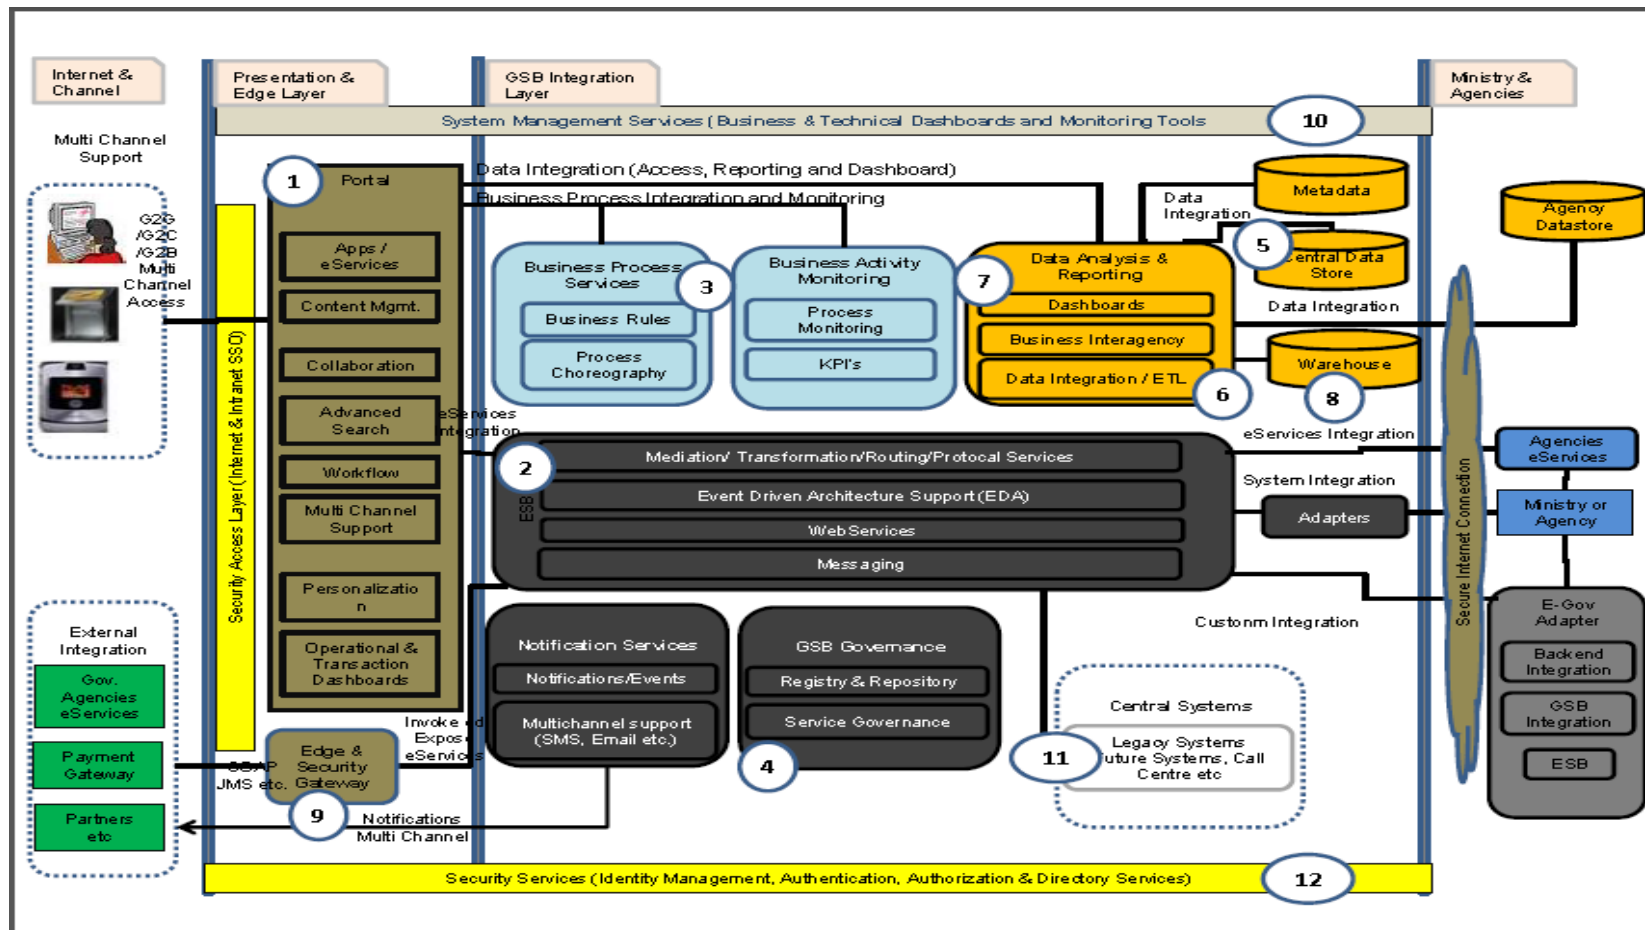 Internet &
Channel
Presentation &
Edge Layer
GSB Integration
Layer
Ministry &
Agencies
System Management Services (Business & Technical Dashboards and Monitoring Tools
10
Multi Channel
Support
G2G
/G2C
/G2B
Multi
Channel
Access
Security Access Layer (Internet & Intranet SSO)
1
Portal
Apps /
eServices
Content Mgmt.
Collaboration
Advanced
Search
Workflow
Multi Channel
Support
Personalizatio
n
Operational &
Transaction
Dashboards
Data Integration (Access, Reporting and Dashboard)
Business Process Integration and Monitoring
Business Process
Services
3
Business Rules
Process
Choreography
Business Activity
Monitoring
Process
Monitoring
KPI's
7
Data Analysis &
Reporting
Dashboards
Business Interagency
Data Integration / ETL
6
Data
Integration
Metadata
5
Central Data
Store
Data Integration
Warehouse
8
Agency
Datastore
eServices
Integration
2
ESB
Mediation/ Transformation/Routing/Protocal Services
Event Driven Architecture Support (EDA)
WebServices
Messaging
eServices Integration
System Integration
Adapters
Custonm Integration
Secure Internet Connection
Agencies
eServices
Ministry or
Agency
E-Gov
Adapter
Backend
Integration
GSB
Integration
ESB
External
Integration
Gov.
Agencies
eServices
Payment
Gateway
Partners
etc
SOAP
JMS etc.
Edge &
Security
Gateway
9
Invoke ed
Expose
eServices
Notifications
Multi Channel
Notification Services
Notifications/Events
Multichannel support
(SMS, Email etc.)
GSB Governance
Registry & Repository
Service Governance
4
Central Systems
11
Legacy Systems
Future Systems, Call
Centre etc
Security Services (Identity Management, Authentication, Authorization & Directory Services)
12